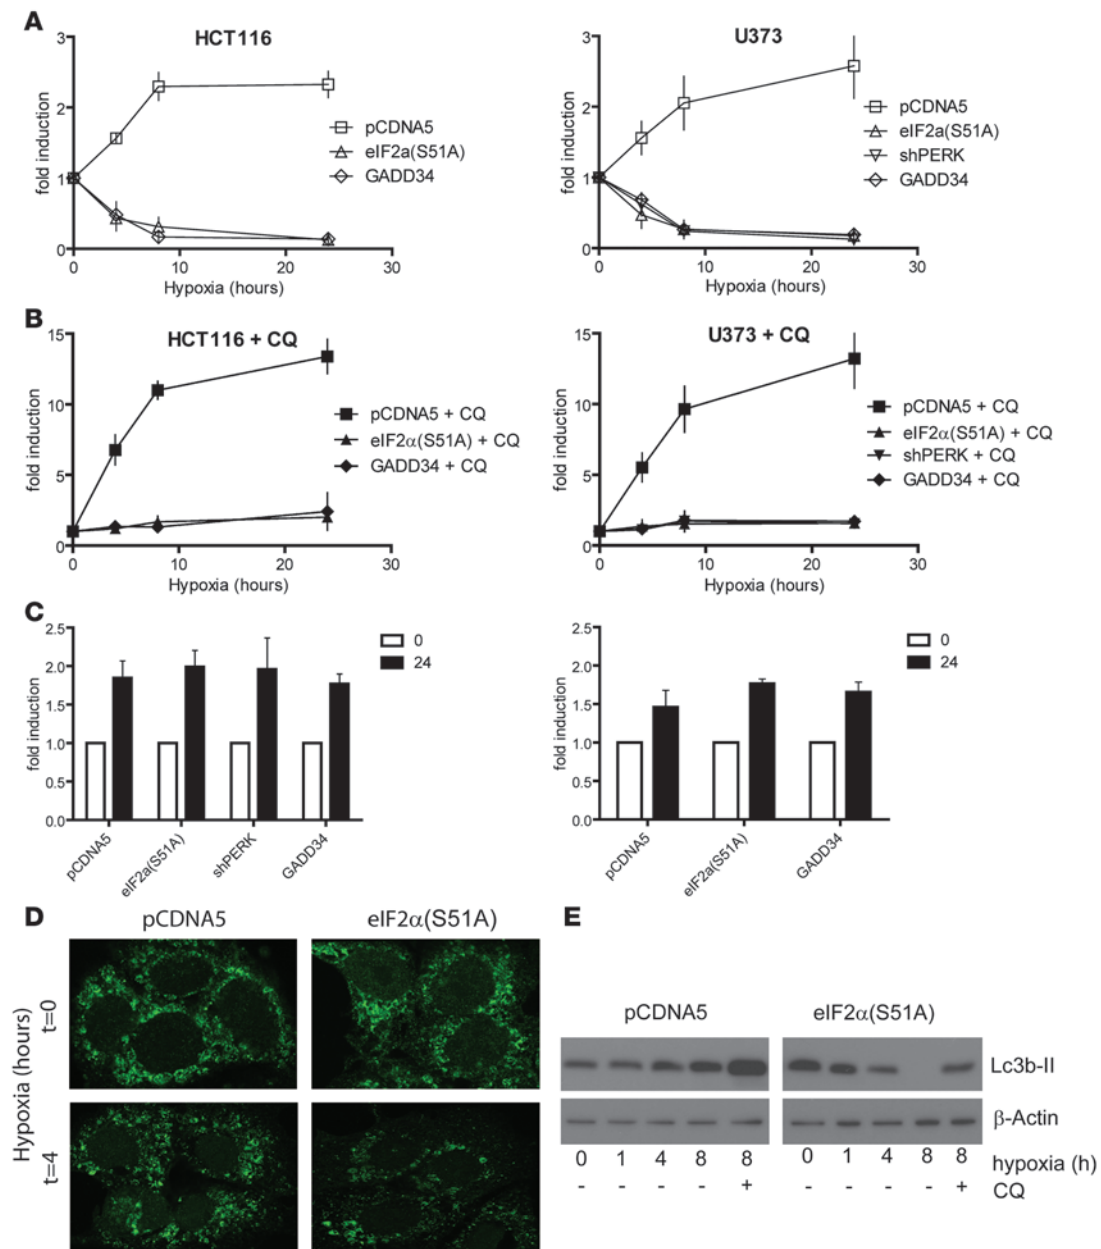 A
HCT116
fold induction
3
2
1
0
0 10 20 30
Hypoxia (hours)
pCDNA5
eIF2a(S51A)
GADD34
U373
fold induction
3
2
1
0
0 10 20 30
Hypoxia (hours)
pCDNA5
eIF2a(S51A)
shPERK
GADD34
B
HCT116 + CQ
fold induction
15
10
5
0
0 10 20 30
Hypoxia (hours)
pCDNA5 + CQ
eIF2α(S51A) + CQ
GADD34 + CQ
U373 + CQ
fold induction
15
10
5
0
0 10 20 30
Hypoxia (hours)
pCDNA5 + CQ
eIF2α(S51A) + CQ
shPERK + CQ
GADD34 + CQ
C
fold induction
2.5
2.0
1.5
1.0
0.5
0.0
pCDNA5
eIF2a(S51A)
shPERK
GADD34
0
24
fold induction
2.5
2.0
1.5
1.0
0.5
0.0
pCDNA5
eIF2a(S51A)
GADD34
0
24
D
pCDNA5 eIF2α(S51A)
Hypoxia (hours)
t=0
t=4
E
pCDNA5 eIF2α(S51A)
Lc3b-II
β-Actin
0 1 4 8 8 0 1 4 8 8 hypoxia (h)
- - - - + - - - - + CQ